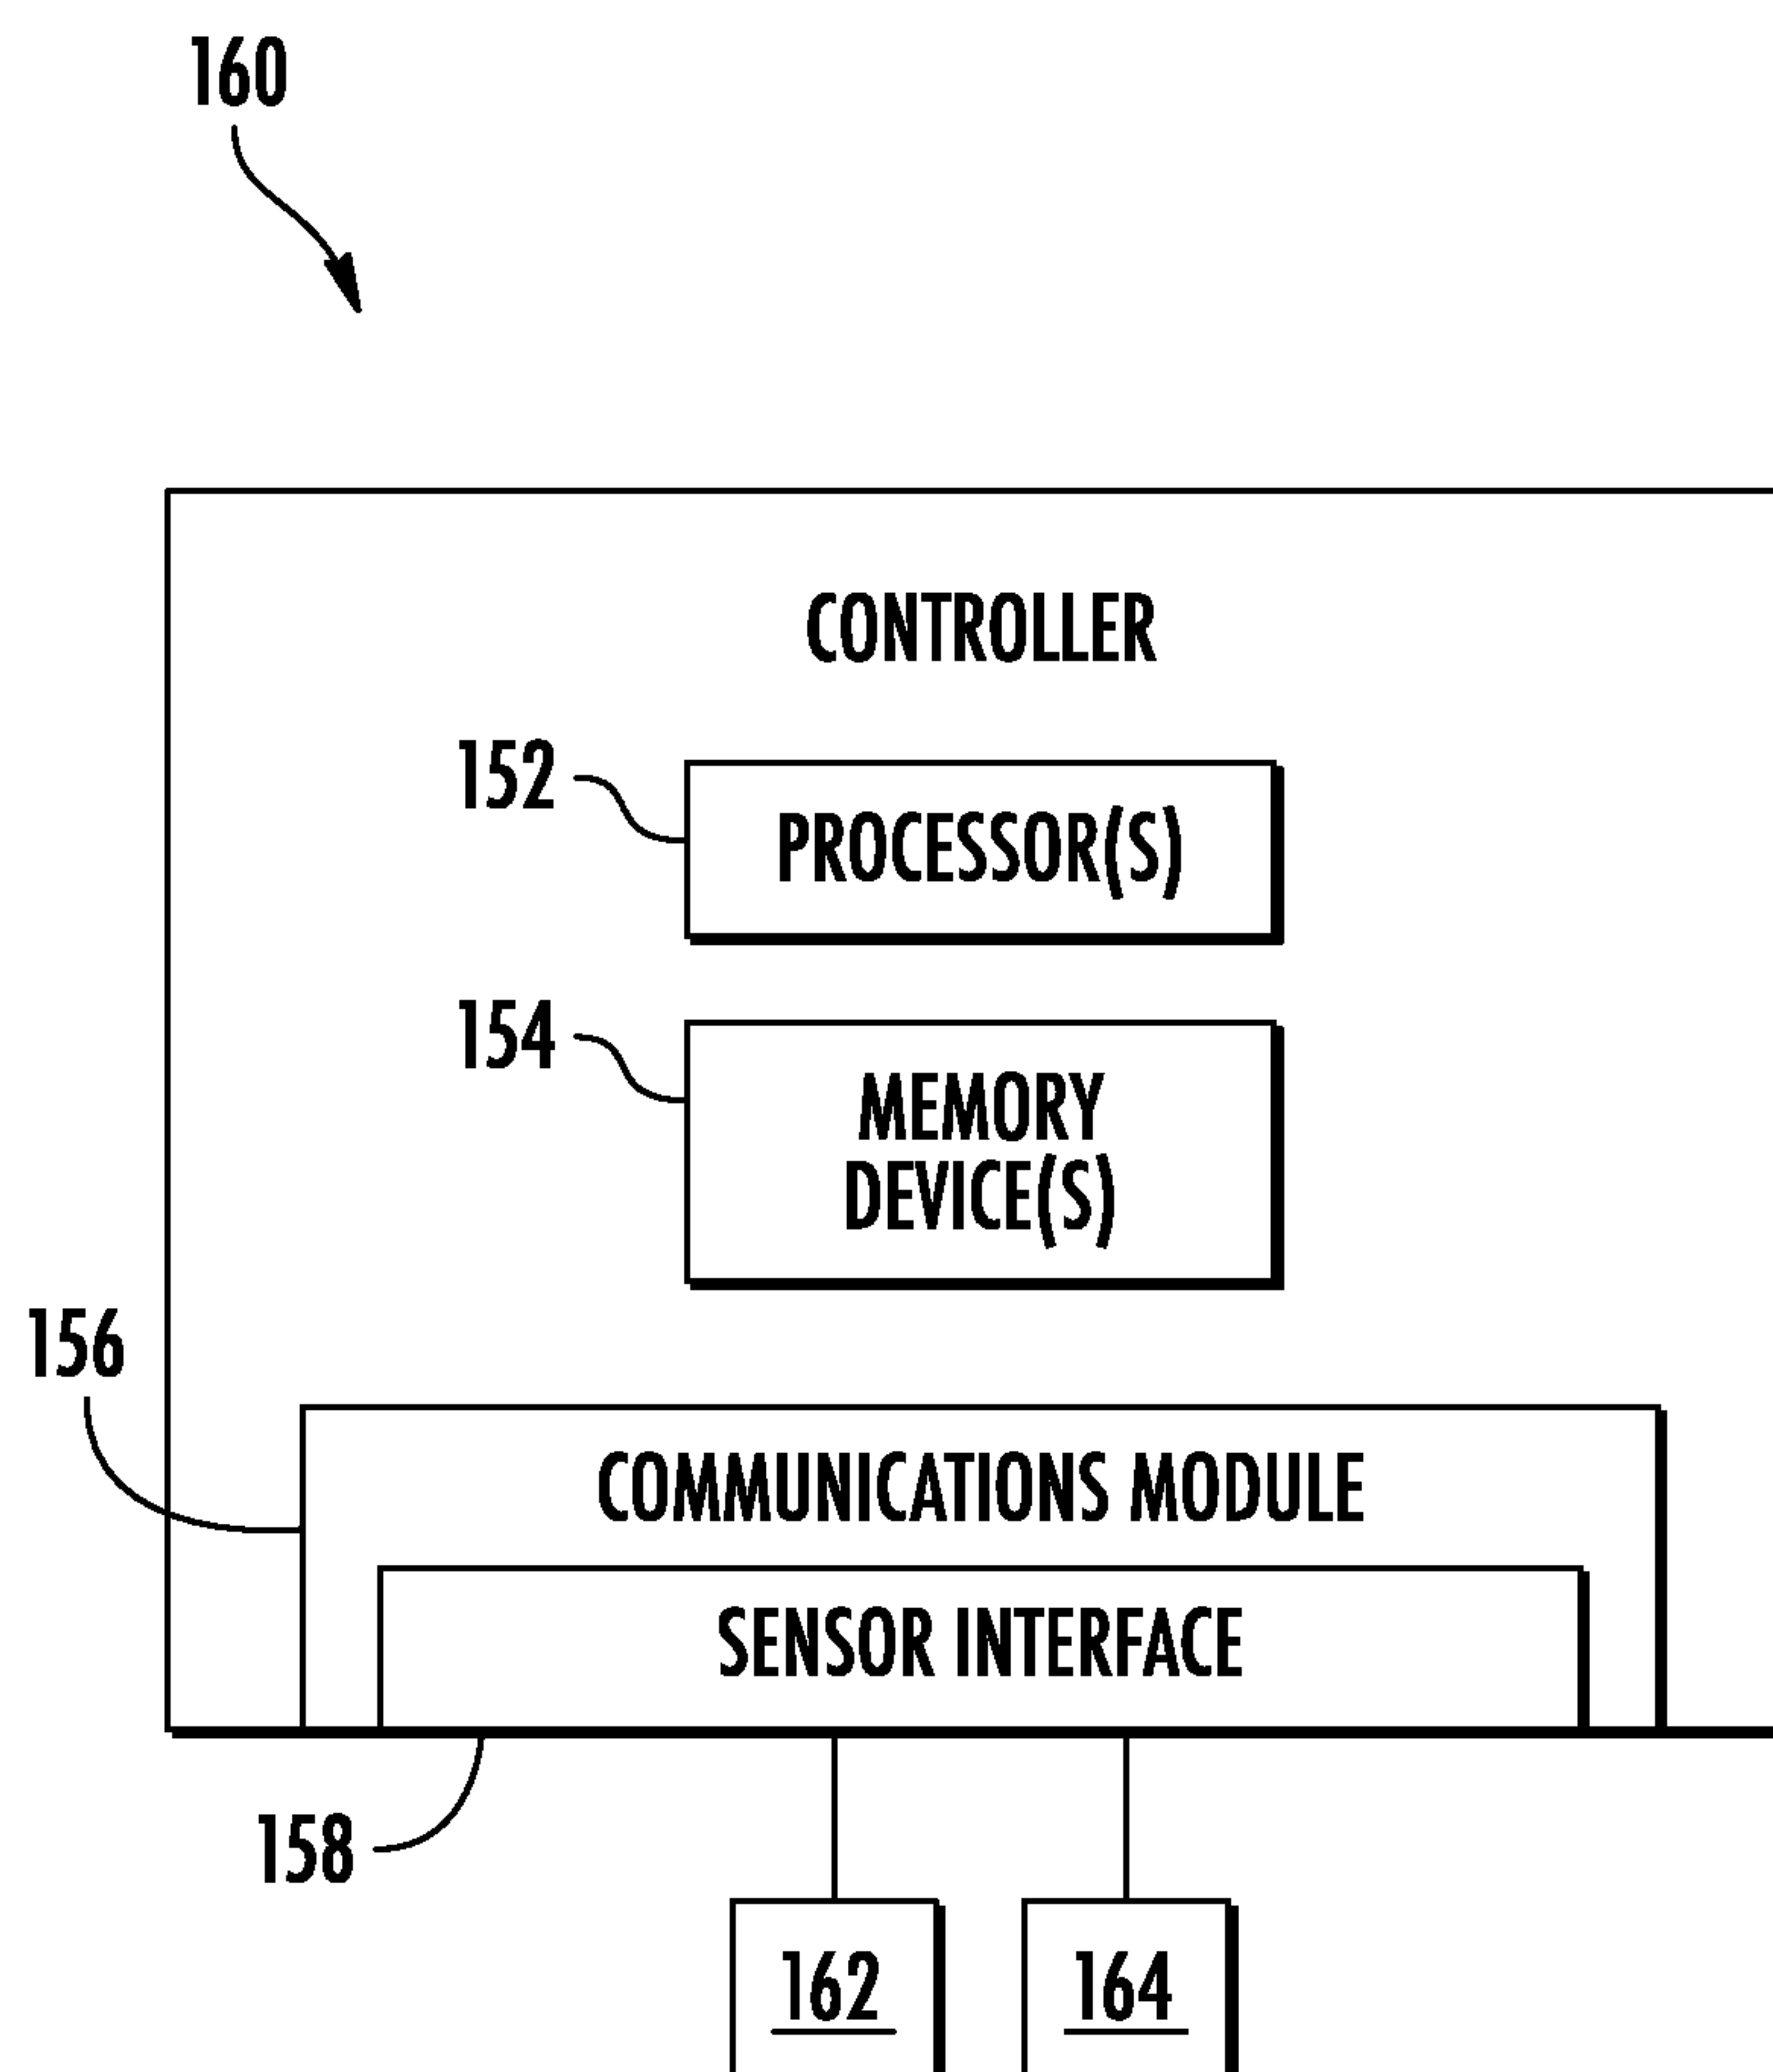 160
CONTROLLER
152
PROCESSOR(S)
154
MEMORY
DEVICE(S)
156
COMMUNICATIONS MODULE
SENSOR INTERFACE
158
162
164